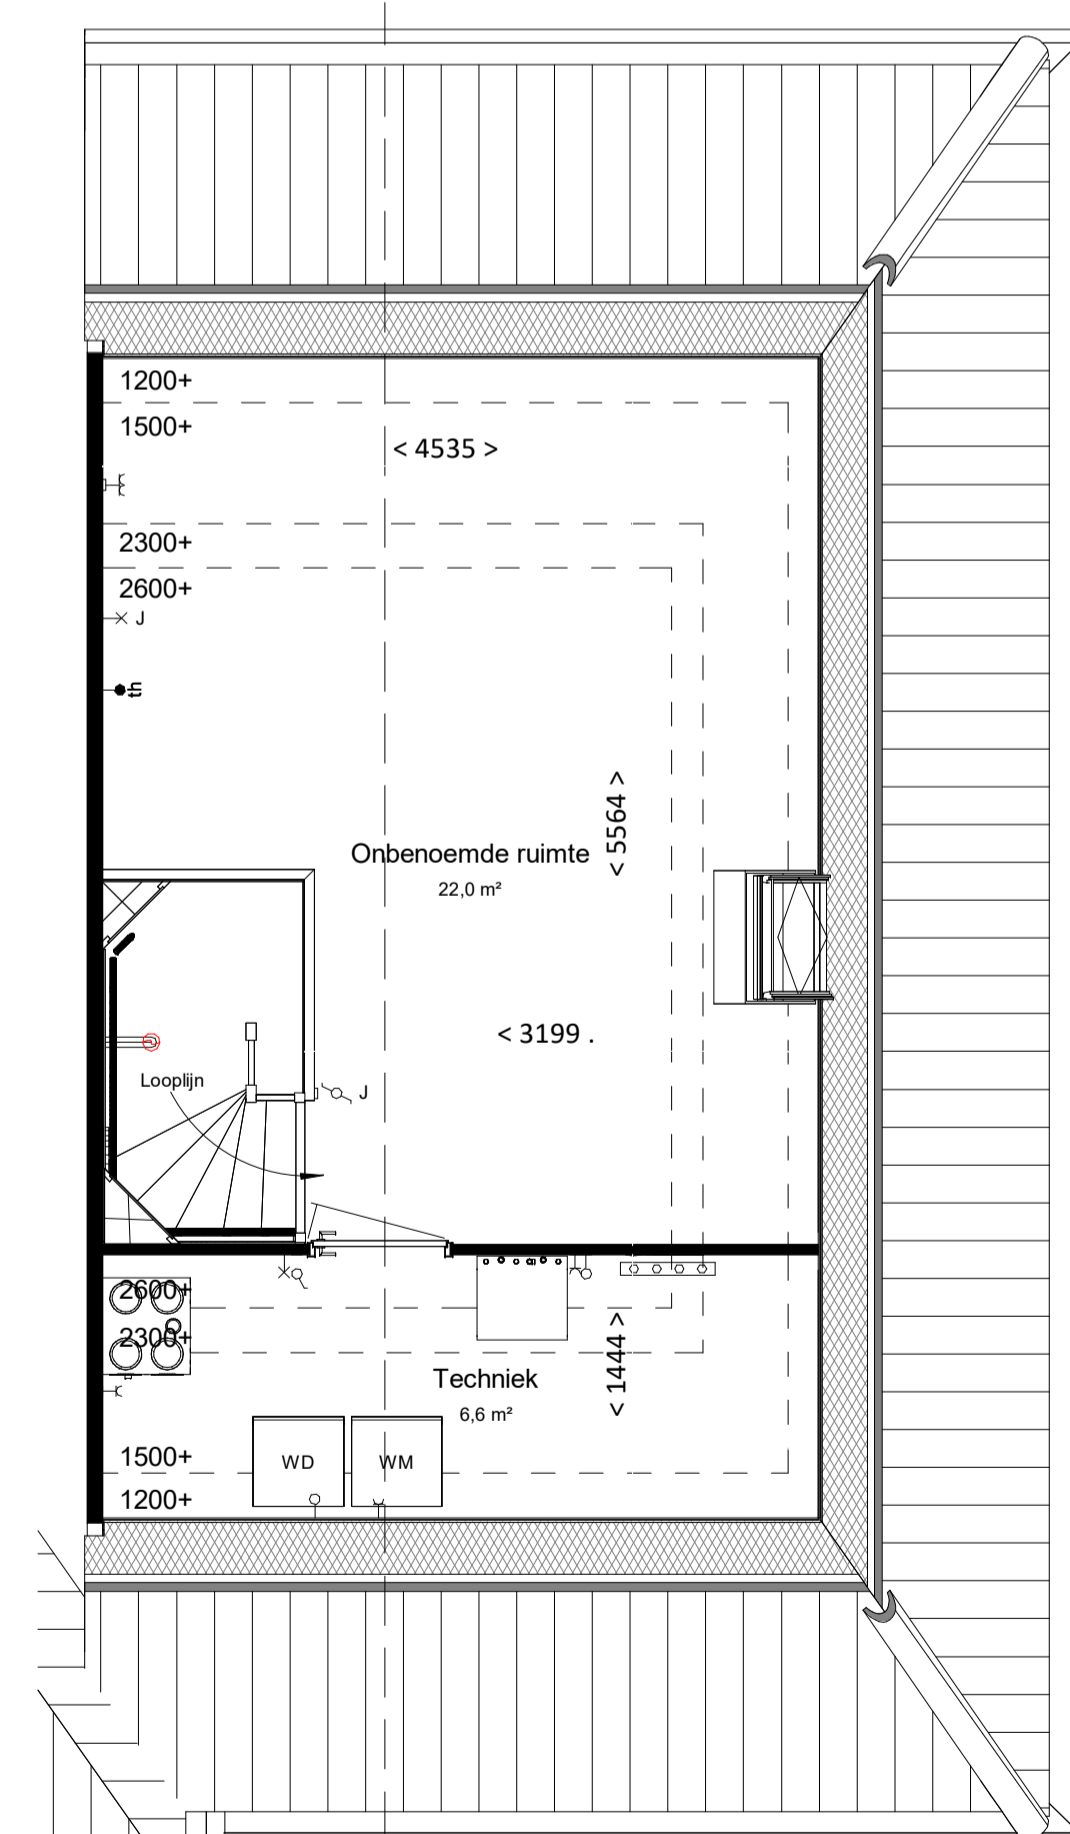 1200+
1500+
< 4535 >
2300+
2600+
J
th
< 5564 >
Onbenoemde ruimte
22,0 m²
< 3199 .
Looplijn
J
2600+
2300+
< 1444 >
Techniek
6,6 m²
1500+
WD
WM
1200+